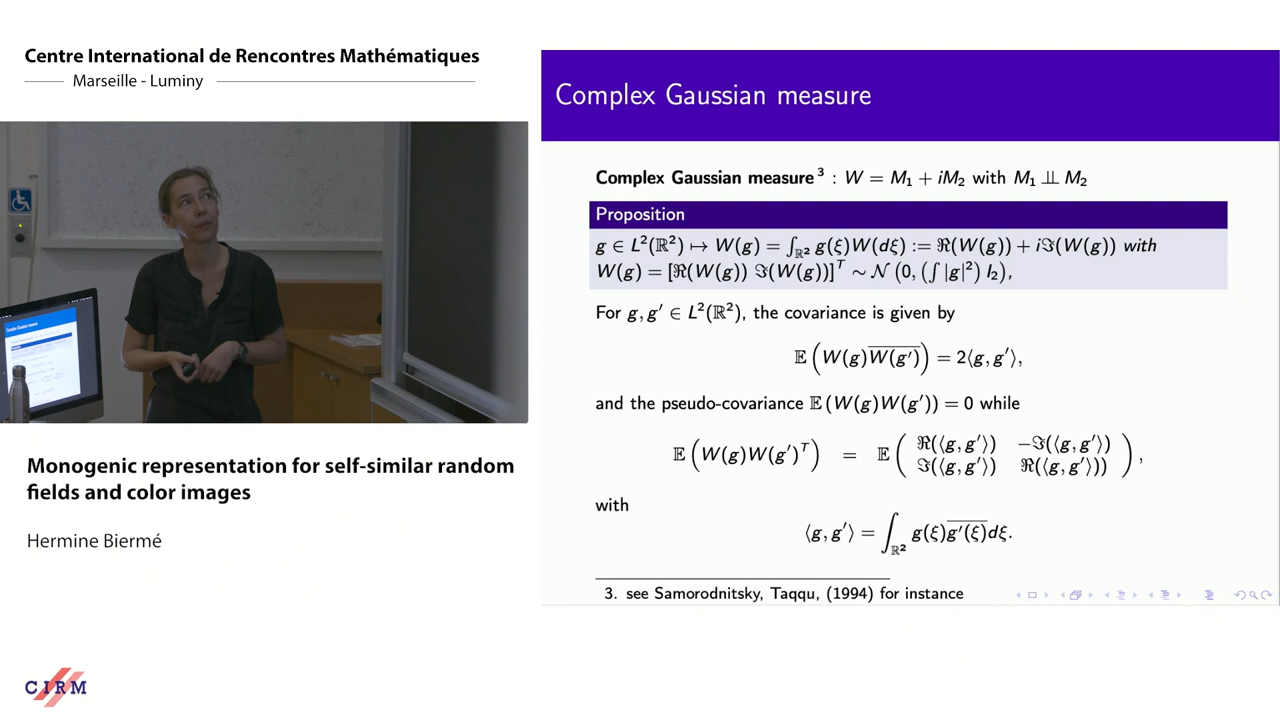 Centre International de Rencontres Mathématiques
Marseille - Luminy
Complex Gaussian measure
Complex Gaussian measure ³ : W = M₁ + iM₂ with M₁ ⫫ M₂
Proposition
g ∈ L²(ℝ²) ↦ W(g) = ∫_ℝ² g(ξ)W(dξ) := ℜ(W(g)) + iℑ(W(g)) with
W(g) = [ℜ(W(g)) ℑ(W(g))]ᵀ ∼ 𝒩 (0, (∫ |g|²) I₂),
For g, g′ ∈ L²(ℝ²), the covariance is given by
𝔼 (W(g)\overline{W(g′)}) = 2⟨g, g′⟩,
and the pseudo-covariance 𝔼 (W(g)W(g′)) = 0 while
𝔼 (W(g)W(g′)ᵀ) = 𝔼 ( ℜ(⟨g, g′⟩) −ℑ(⟨g, g′⟩)
ℑ(⟨g, g′⟩) ℜ(⟨g, g′⟩)) ) ,
with
⟨g, g′⟩ = ∫_ℝ² g(ξ)\overline{g′(ξ)}dξ.
3. see Samorodnitsky, Taqqu, (1994) for instance
Monogenic representation for self-similar random
fields and color images
Hermine Biermé
CIRM